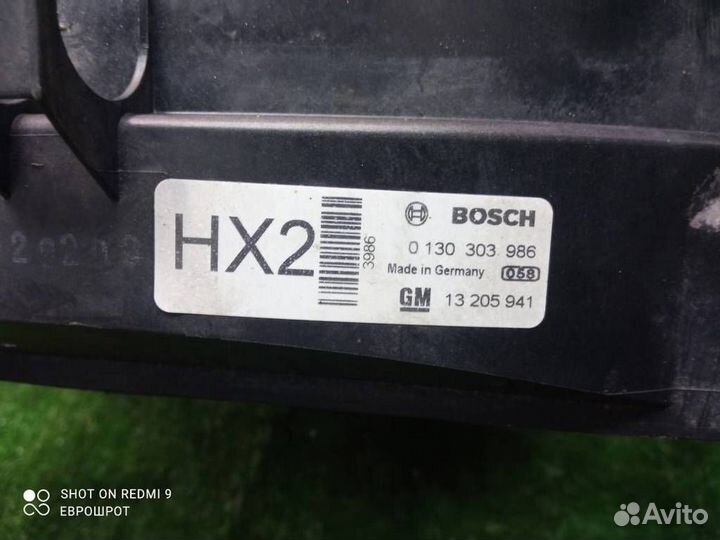 HX2
3986
BOSCH
0 130 303 986
Made in Germany 058
GM 13 205 941
SHOT ON REDMI 9
ЕВРОШРОТ
Avito